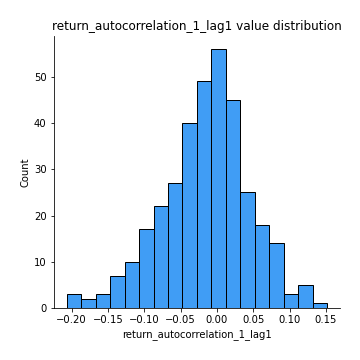 return_autocorrelation_1_lag1 value distribution
50
40
30
20
10
0
Count
−0.20 −0.15 −0.10 −0.05 0.00 0.05 0.10 0.15
return_autocorrelation_1_lag1